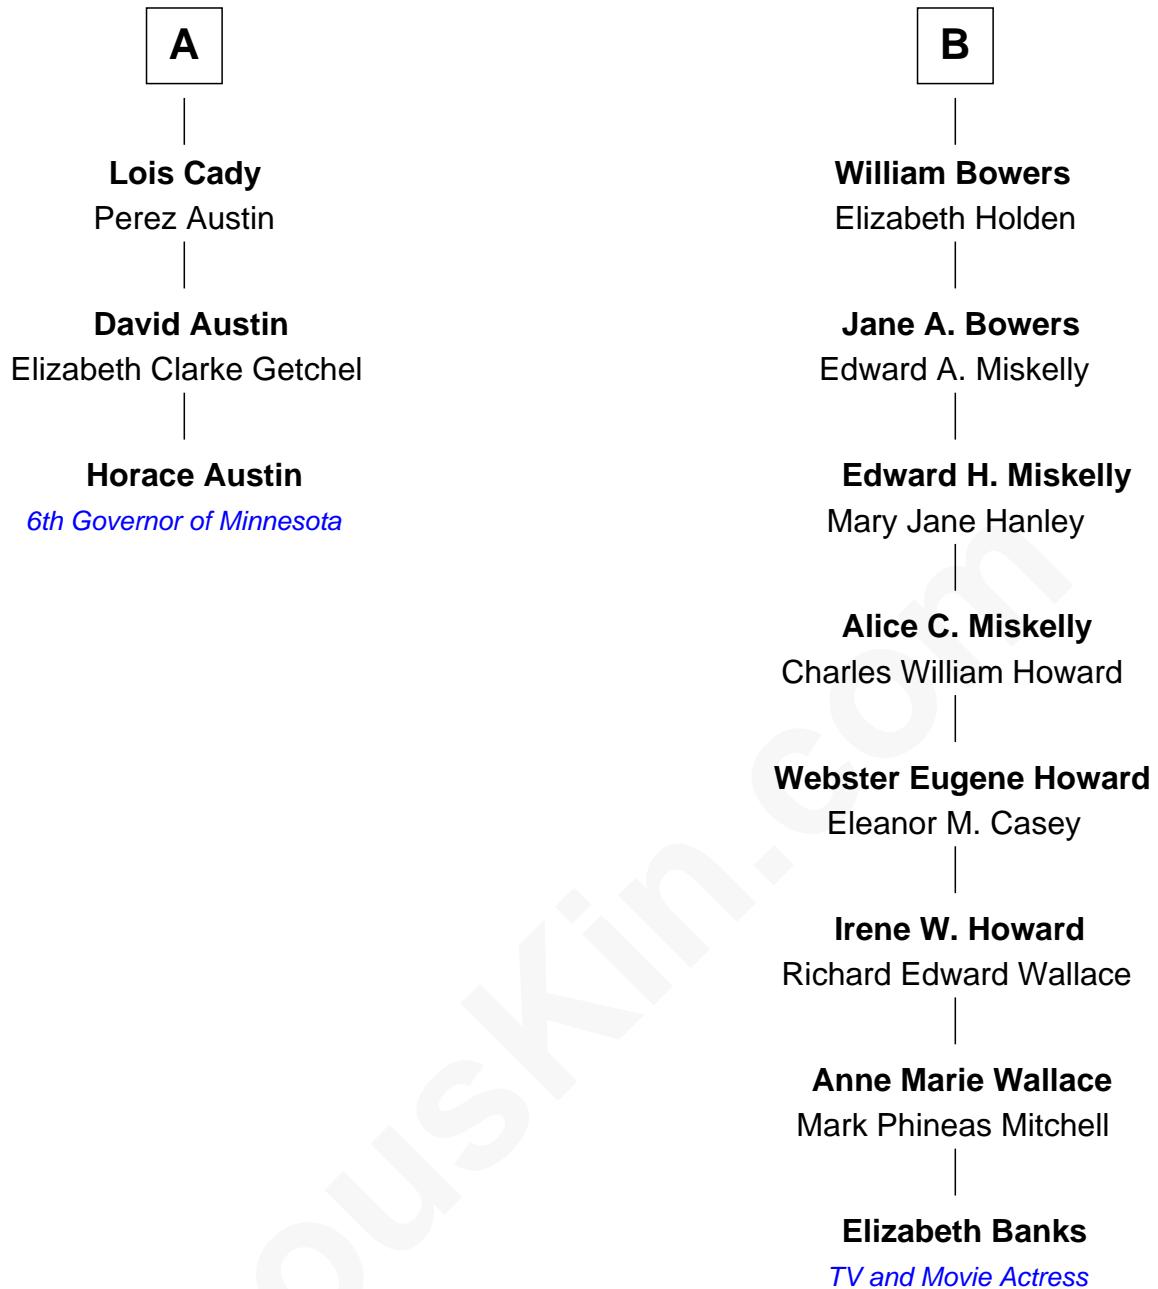 A
Lois Cady
Perez Austin
David Austin
Elizabeth Clarke Getchel
Horace Austin
6th Governor of Minnesota
B
William Bowers
Elizabeth Holden
Jane A. Bowers
Edward A. Miskelly
Edward H. Miskelly
Mary Jane Hanley
Alice C. Miskelly
Charles William Howard
Webster Eugene Howard
Eleanor M. Casey
Irene W. Howard
Richard Edward Wallace
Anne Marie Wallace
Mark Phineas Mitchell
Elizabeth Banks
TV and Movie Actress
ousKin.com